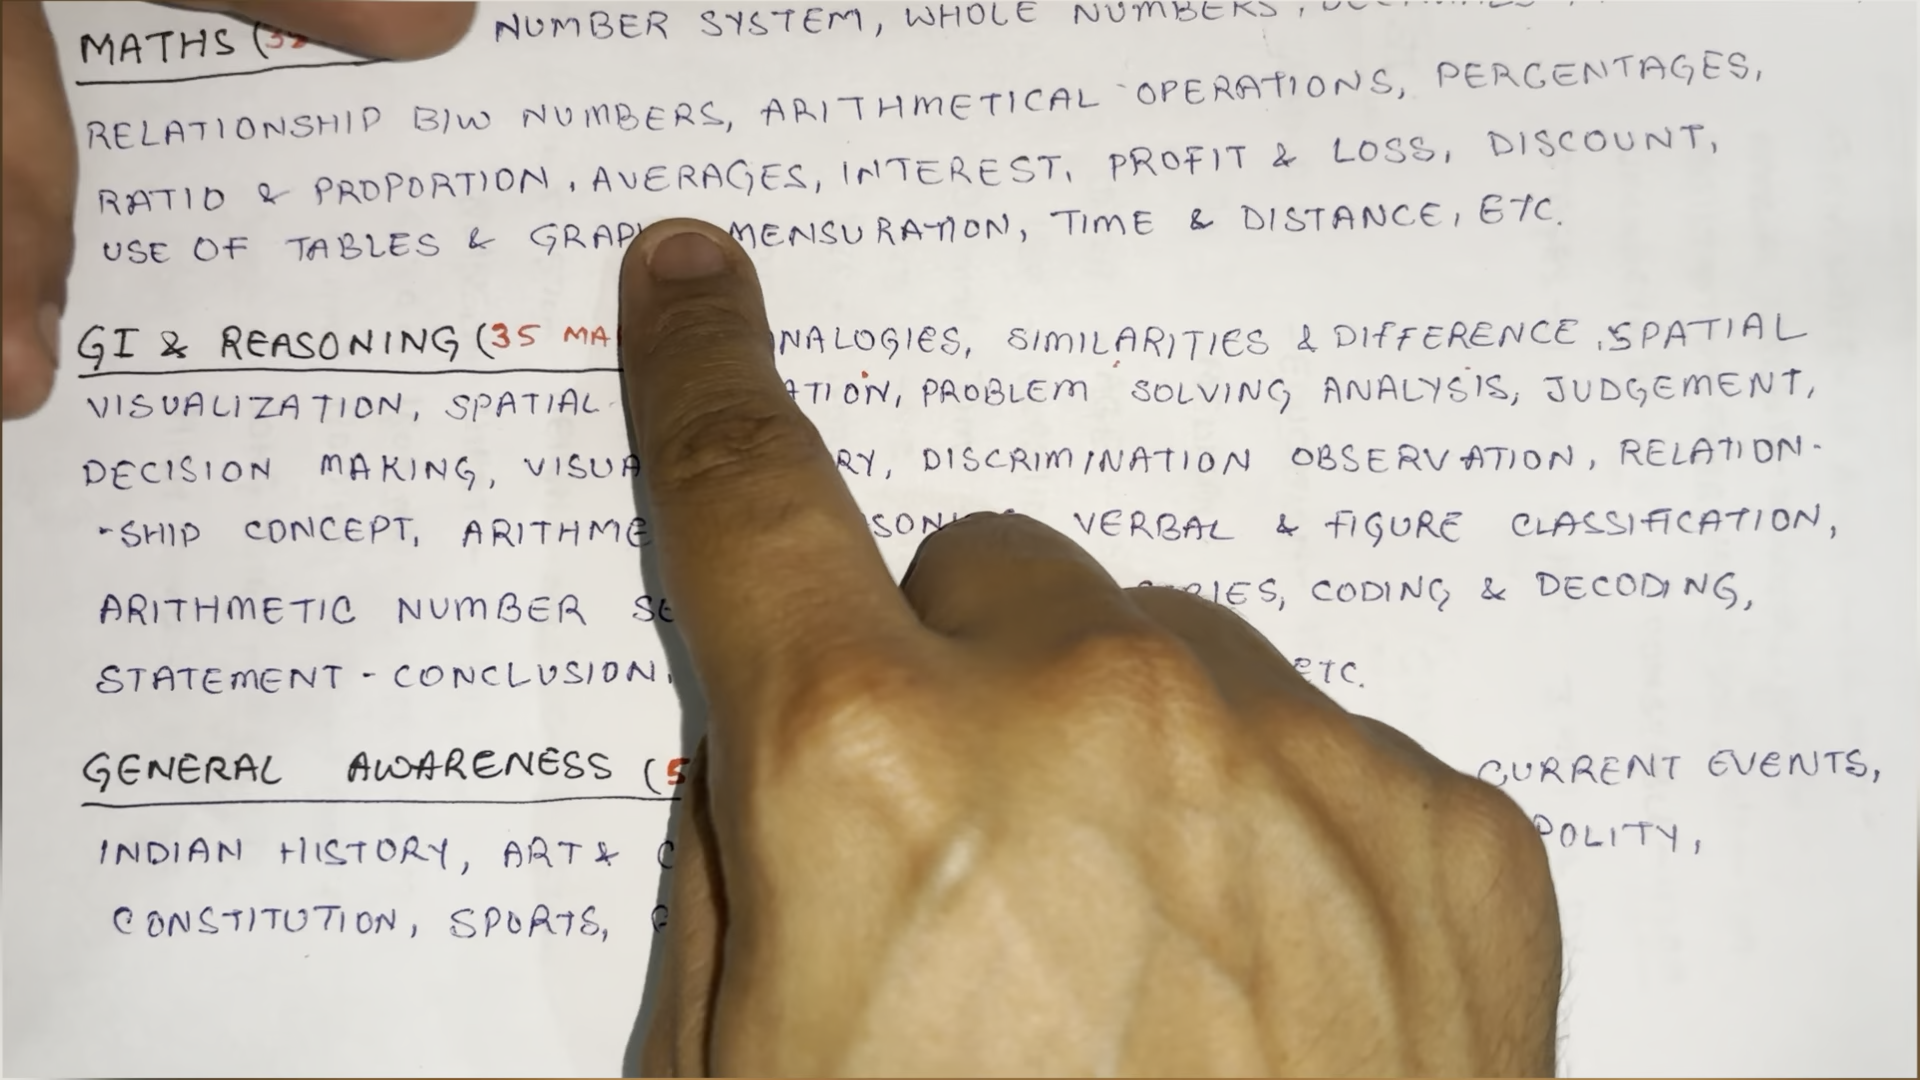 MATHS ( NUMBER SYSTEM, WHOLE NUMBERS,
RELATIONSHIP B/W NUMBERS, ARITHMETICAL OPERATIONS, PERCENTAGES,
RATIO & PROPORTION, AVERAGES, INTEREST, PROFIT & LOSS, DISCOUNT,
USE OF TABLES & MENSURATION, TIME & DISTANCE, ETC.
GI & REASONING (35 SIMILARITIES & DIFFERENCE, SPATIAL
VISUALIZATION, SPATIAL PROBLEM SOLVING ANALYSIS, JUDGEMENT,
DECISION MAKING, DISCRIMINATION OBSERVATION, RELATION-
-SHIP CONCEPT, VERBAL & FIGURE CLASSIFICATION,
ARITHMETIC NUMBER CODING & DECODING,
STATEMENT - CONCLUSION, ETC.
GENERAL AWARENESS ( CURRENT EVENTS,
INDIAN HISTORY, ART & POLITY,
CONSTITUTION, SPORTS,